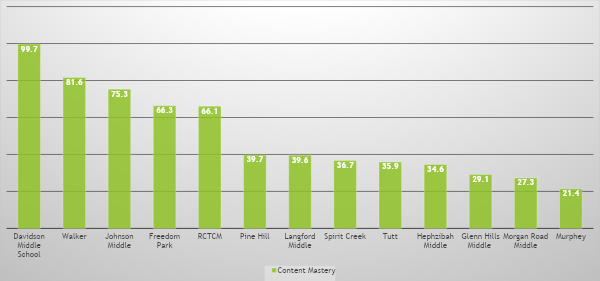 99.7
81.6
75.3
66.3
66.1
39.7
39.6
36.7
35.9
34.6
29.1
27.3
21.4
Davidson
Middle
School
Walker
Johnson
Middle
Freedom
Park
RCTCM
Pine Hill
Langford
Middle
Spirit Creek
Tutt
Hephzibah
Middle
Glenn Hills
Middle
Morgan Road
Middle
Murphey
Content Mastery